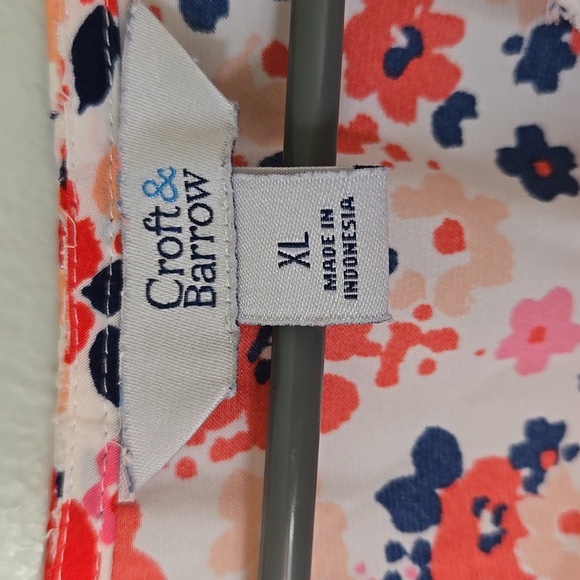 Croft &
Barrow
XL
MADE IN
INDONESIA